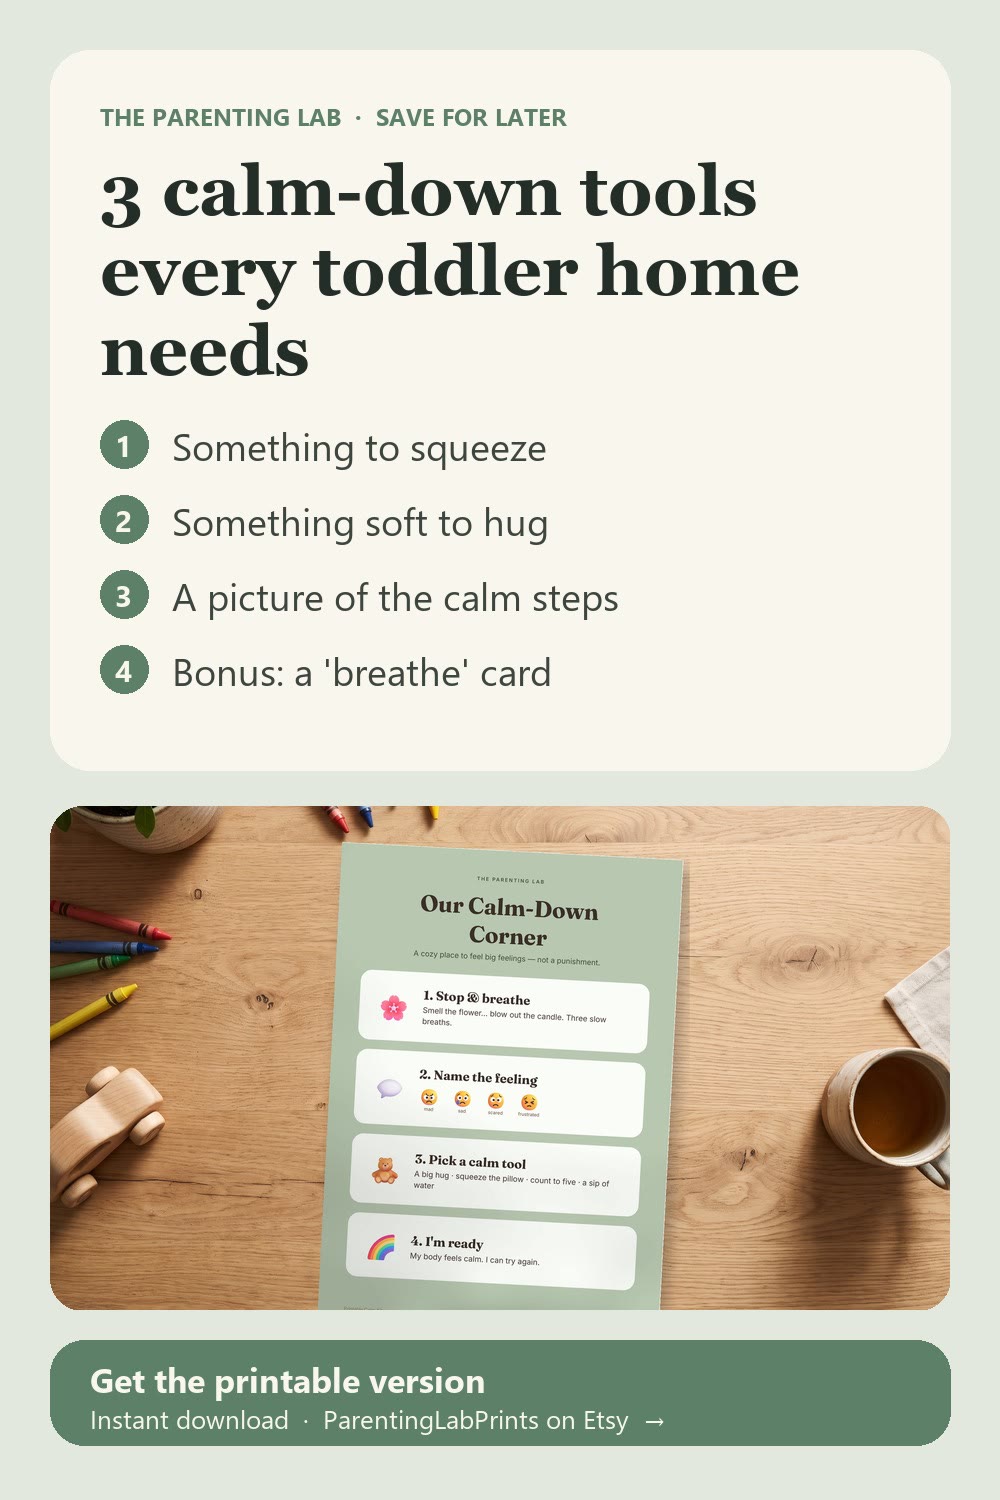 THE PARENTING LAB · SAVE FOR LATER
3 calm-down tools
every toddler home
needs
1 Something to squeeze
2 Something soft to hug
3 A picture of the calm steps
4 Bonus: a 'breathe' card
THE PARENTING LAB
Our Calm-Down
Corner
A cozy place to feel big feelings — not a punishment.
1. Stop & breathe
Smell the flower... blow out the candle. Three slow
breaths.
2. Name the feeling
mad sad scared frustrated
3. Pick a calm tool
A big hug · squeeze the pillow · count to five · a sip of
water
4. I'm ready
My body feels calm. I can try again.
Get the printable version
Instant download · ParentingLabPrints on Etsy →